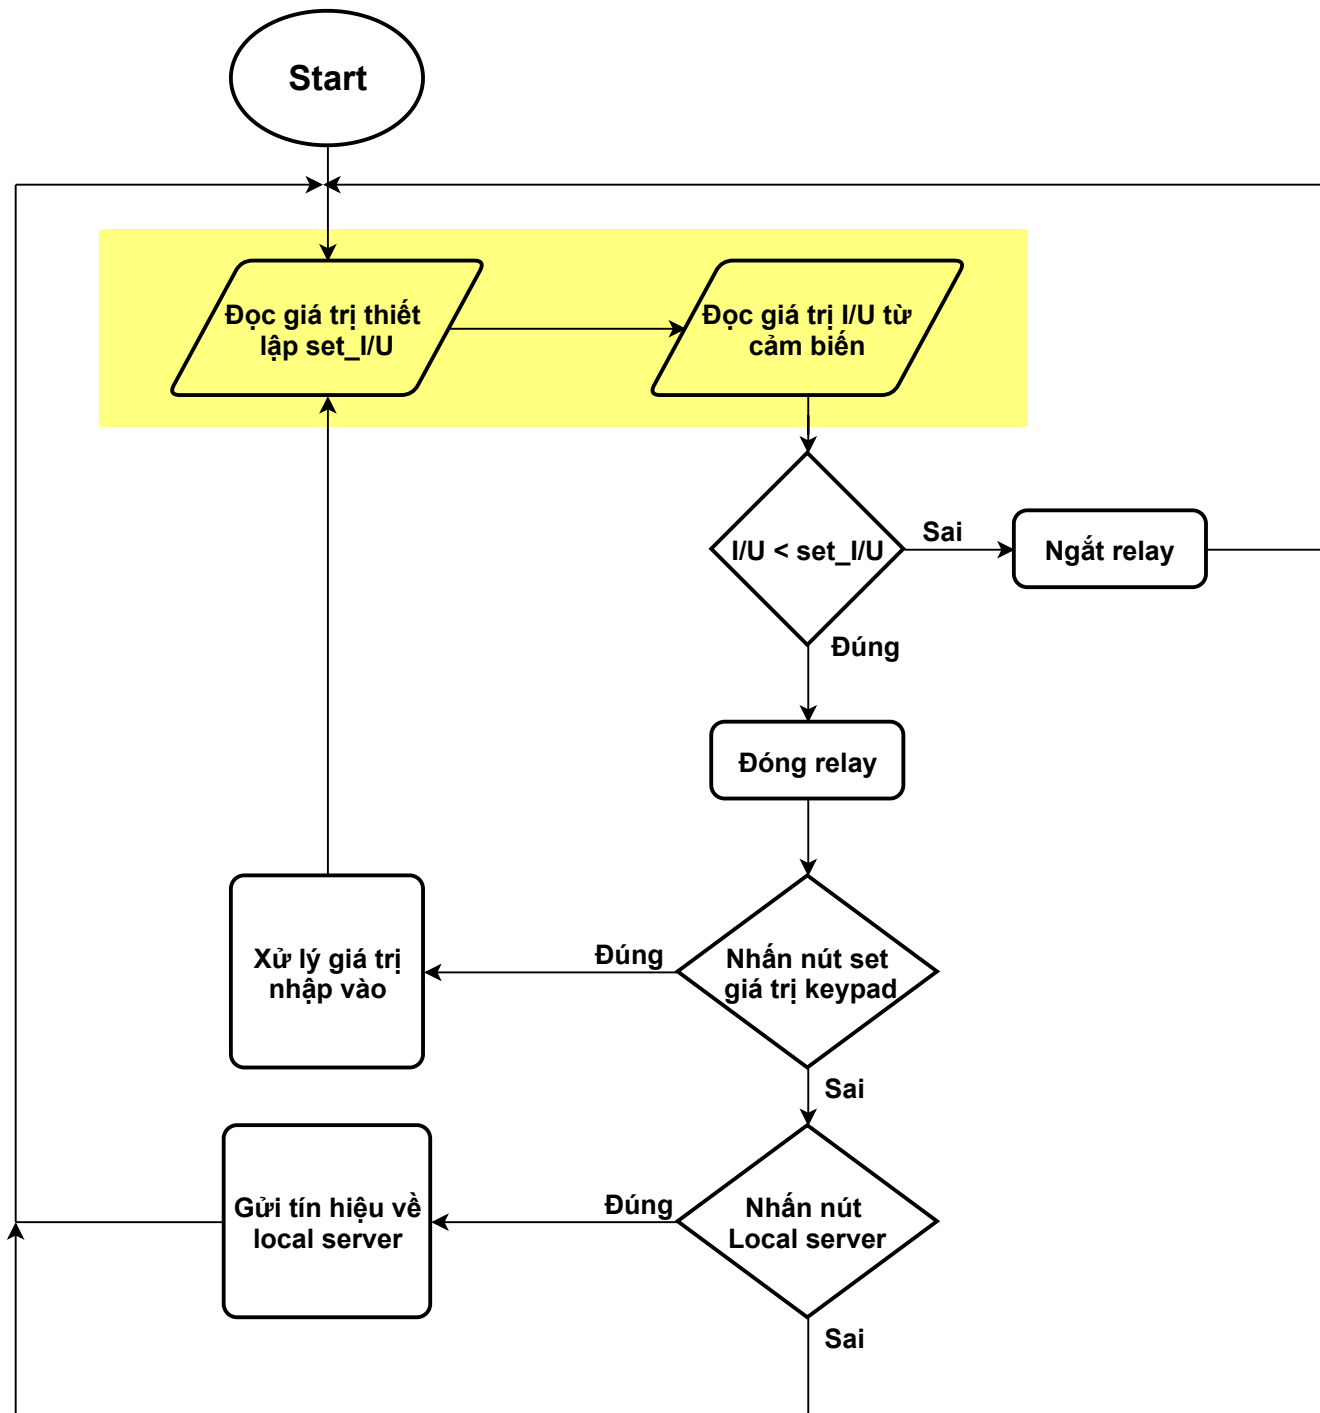 Start
Đọc giá trị thiết
lập set_I/U
Đọc giá trị I/U từ
cảm biến
I/U < set_I/U
Sai
Ngắt relay
Đúng
Đóng relay
Xử lý giá trị
nhập vào
Đúng
Nhấn nút set
giá trị keypad
Sai
Gửi tín hiệu về
local server
Đúng
Nhấn nút
Local server
Sai